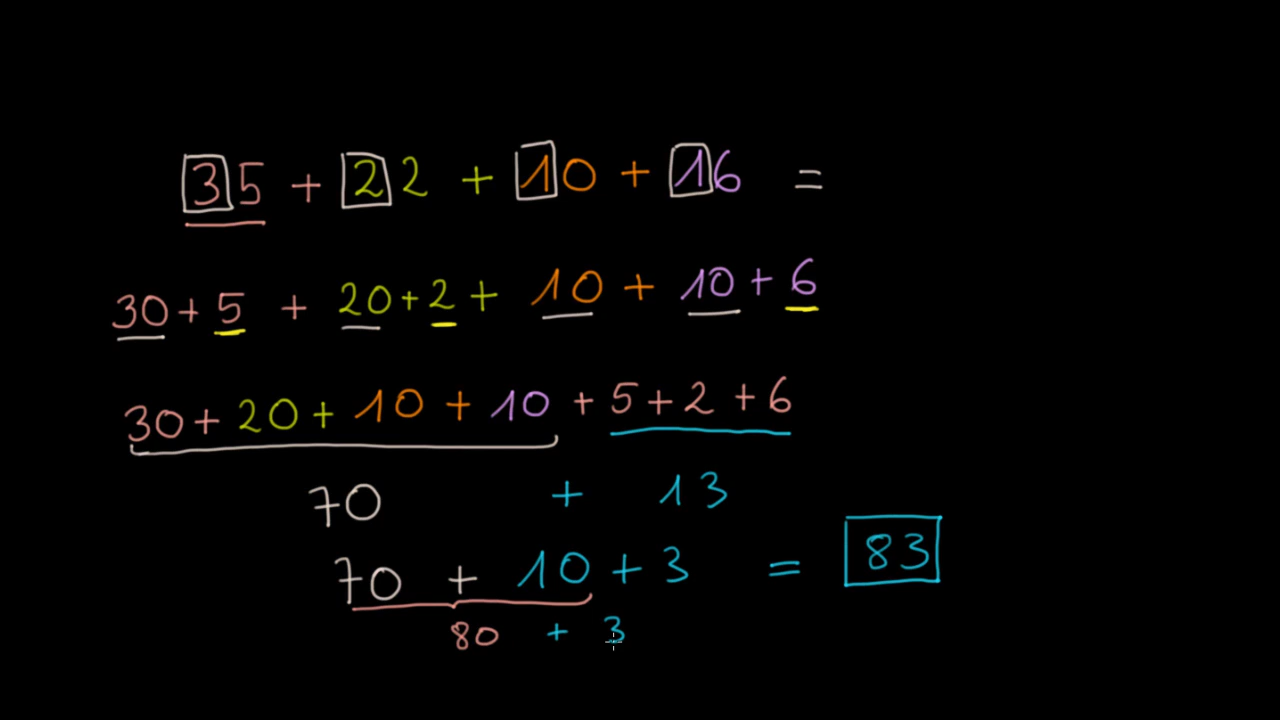 35 + 22 + 10 + 16 =
30 + 5 + 20 + 2 + 10 + 10 + 6
30 + 20 + 10 + 10 + 5 + 2 + 6
70 + 13
70 + 10 + 3 = 83
80 + 3